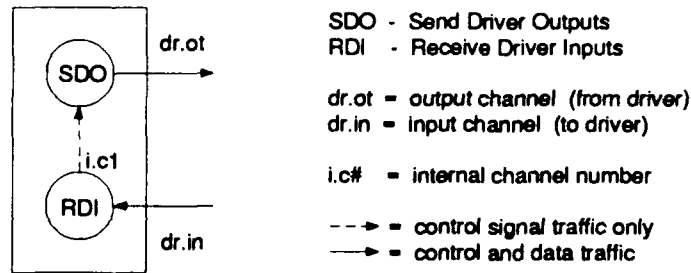 SDO
dr.ot
i.c1
RDI
dr.in
SDO - Send Driver Outputs
RDI - Receive Driver Inputs
dr.ot = output channel (from driver)
dr.in = input channel (to driver)
i.c# = internal channel number
= control signal traffic only
= control and data traffic